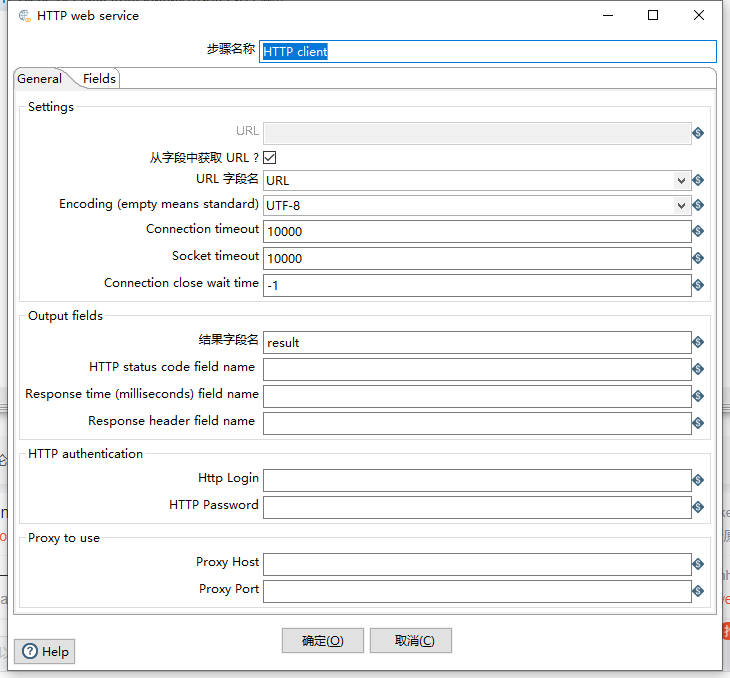 HTTP web service
步骤名称 HTTP client
General Fields
Settings
URL
从字段中获取 URL ?
URL 字段名 URL
Encoding (empty means standard) UTF-8
Connection timeout 10000
Socket timeout 10000
Connection close wait time -1
Output fields
结果字段名 result
HTTP status code field name
Response time (milliseconds) field name
Response header field name
HTTP authentication
Http Login
HTTP Password
Proxy to use
Proxy Host
Proxy Port
确定(O) 取消(C)
Help